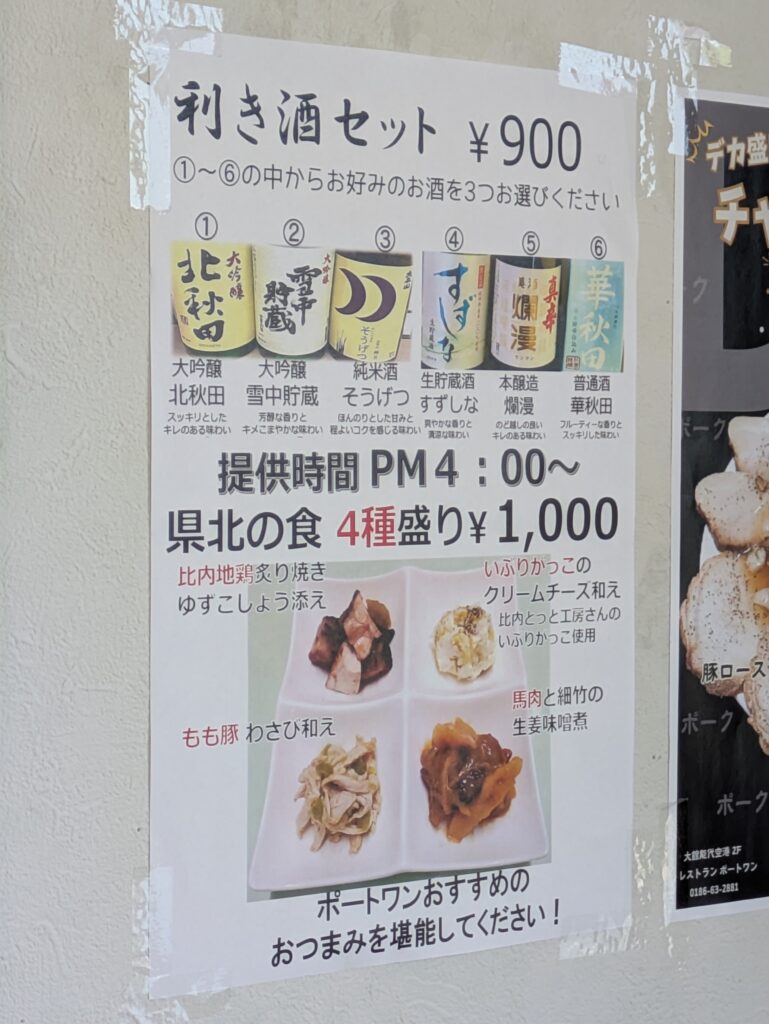 利き酒セット ¥900
①～⑥の中からお好みのお酒を3つお選びください
① ② ③ ④ ⑤ ⑥
大吟醸
北秋田
大吟醸
雪中貯蔵
そうげつ
すずしな
生貯蔵酒
真寿
爛漫
華秋田
大吟醸
北秋田
スッキリとした
キレのある味わい
大吟醸
雪中貯蔵
芳醇な香りと
キメこまやかな味わい
純米酒
そうげつ
ほんのりとした甘みと
程よいコクを感じる味わい
生貯蔵酒
すずしな
爽やかな香りと
清涼な味わい
本醸造
爛漫
のど越しの良い
キレのある味わい
普通酒
華秋田
フルーティーな香りと
スッキリした味わい
提供時間 PM4：00～
県北の食 4種盛り¥1,000
比内地鶏炙り焼き
ゆずこしょう添え
いぶりがっこの
クリームチーズ和え
比内とっと工房さんの
いぶりがっこ使用
もも豚 わさび和え
馬肉と細竹の
生姜味噌煮
ポートワンおすすめの
おつまみを堪能してください！
デカ盛
チャ
ポーク
ポーク
豚ロース
ポーク
ポーク
大館能代空港 2F
レストラン ポートワン
0186-63-2881